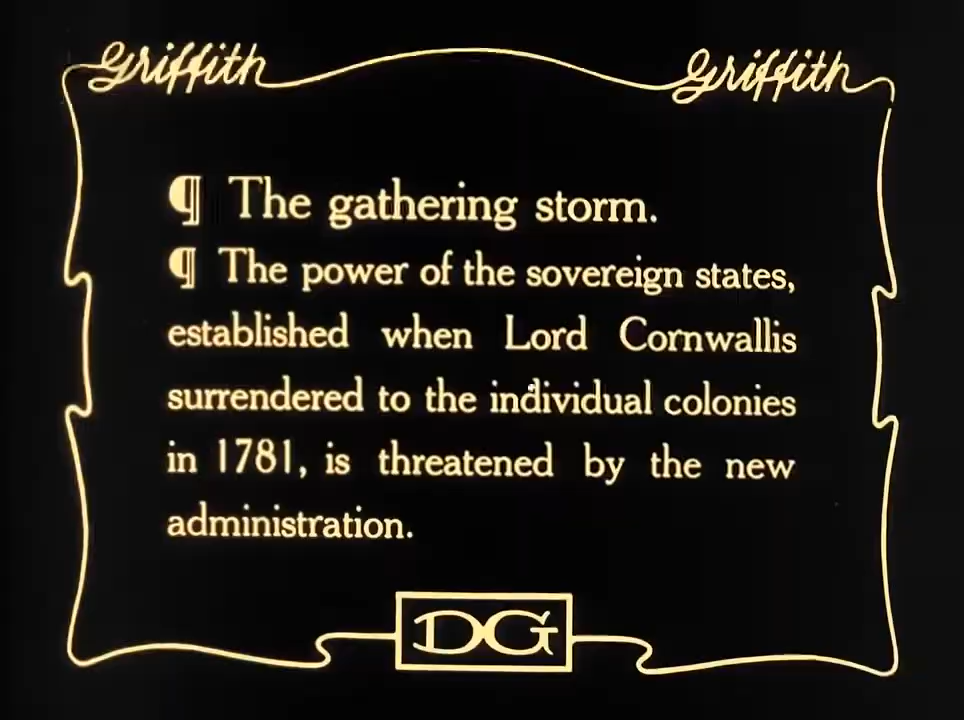 Griffith Griffith
¶ The gathering storm.
¶ The power of the sovereign states,
established when Lord Cornwallis
surrendered to the individual colonies
in 1781, is threatened by the new
administration.
DG